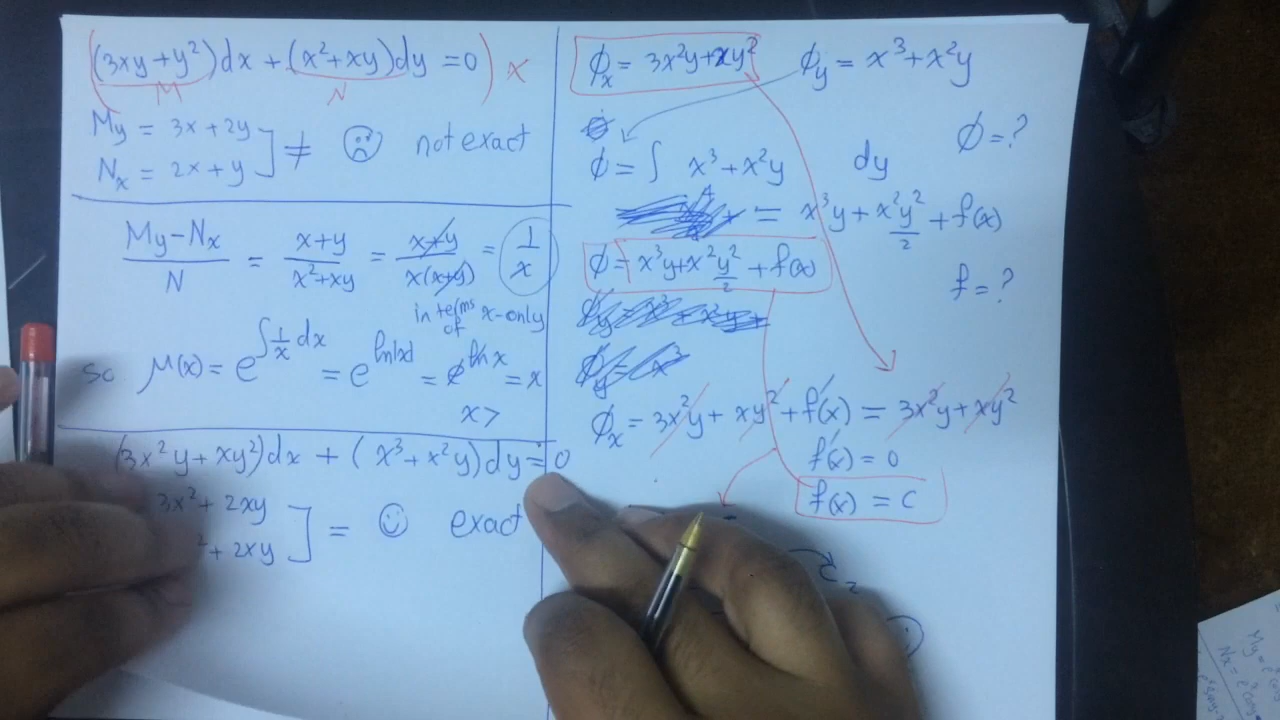 (3xy+y²)dx + (x²+xy)dy = 0) x
M N
My = 3x + 2y
Nx = 2x + y ] ≠ ☹ not exact
My-Nx / N = x+y / x²+xy = x+y / x(x+y) = 1/x
in terms of x-only
so μ(x) = e^∫1/x dx = e^ln|x| = e^ln x = x
x>
(3x²y + xy²)dx + (x³ + x²y)dy = 0
3x² + 2xy
² + 2xy ] = ☺ exact
ϕx = 3x²y+xy² ϕy = x³+x²y
ϕ=?
ϕ = ∫ x³ + x²y dy
= x³y + x²y²/2 + f(x)
ϕ = x³y+x²y²/2 + f(x)
f = ?
ϕx = 3x²y + xy² + f'(x) = 3x²y + xy²
f'(x) = 0
f(x) = C
My =
Nx =